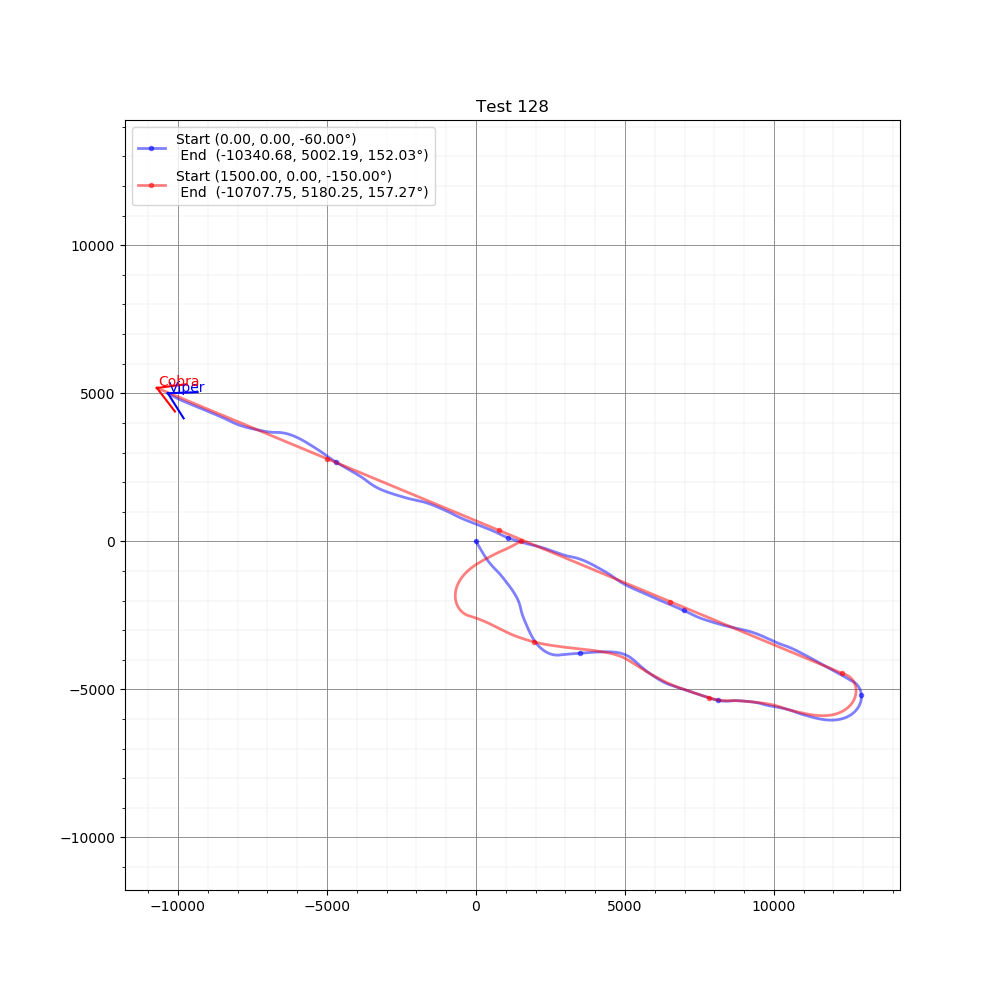 Test 128
Start (0.00, 0.00, -60.00°)
End (-10340.68, 5002.19, 152.03°)
Start (1500.00, 0.00, -150.00°)
End (-10707.75, 5180.25, 157.27°)
10000
5000
0
−5000
−10000
Cobra
Viper
−10000
−5000
0
5000
10000